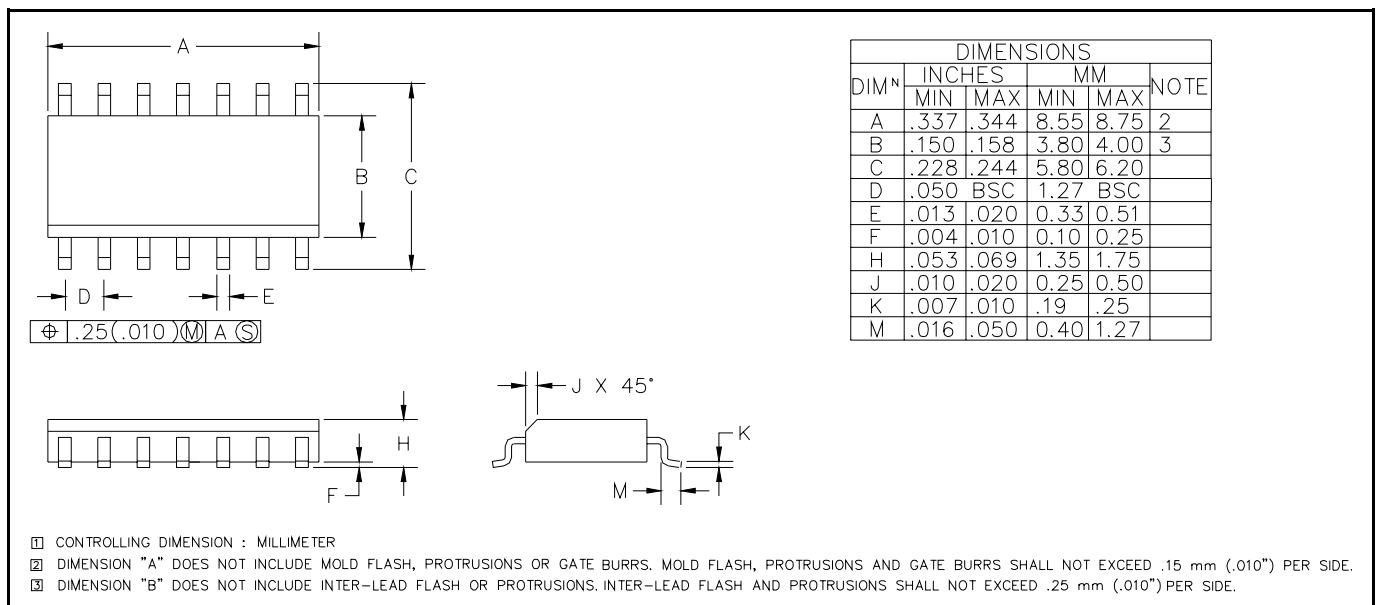 A
B
C
D
E
⌖ .25(.010)Ⓜ A Ⓢ
DIMENSIONS
DIMᴺ INCHES MM NOTE
MIN MAX MIN MAX
A .337 .344 8.55 8.75 2
B .150 .158 3.80 4.00 3
C .228 .244 5.80 6.20
D .050 BSC 1.27 BSC
E .013 .020 0.33 0.51
F .004 .010 0.10 0.25
H .053 .069 1.35 1.75
J .010 .020 0.25 0.50
K .007 .010 .19 .25
M .016 .050 0.40 1.27
J X 45°
H
K
F
M
1 CONTROLLING DIMENSION : MILLIMETER
2 DIMENSION "A" DOES NOT INCLUDE MOLD FLASH, PROTRUSIONS OR GATE BURRS. MOLD FLASH, PROTRUSIONS AND GATE BURRS SHALL NOT EXCEED .15 mm (.010") PER SIDE.
3 DIMENSION "B" DOES NOT INCLUDE INTER-LEAD FLASH OR PROTRUSIONS. INTER-LEAD FLASH AND PROTRUSIONS SHALL NOT EXCEED .25 mm (.010") PER SIDE.